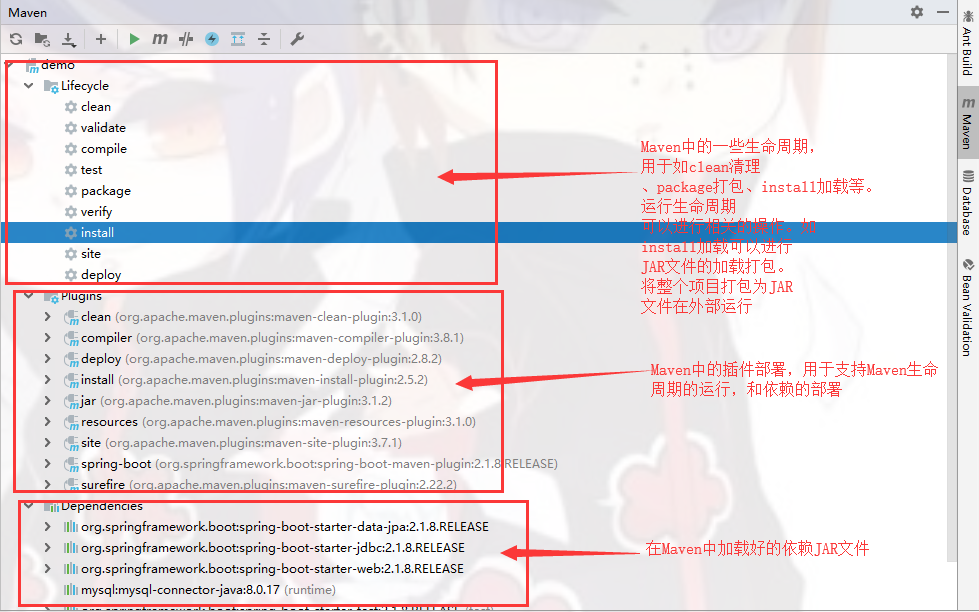 Maven
demo
Lifecycle
clean
validate
compile
test
package
verify
install
site
deploy
Maven中的一些生命周期,
用于如clean清理
、package打包、install加载等。
运行生命周期
可以进行相关的操作、如
install加载可以进行
JAR文件的加载打包。
将整个项目打包为JAR
文件在外部运行
Plugins
clean (org.apache.maven.plugins:maven-clean-plugin:3.1.0)
compiler (org.apache.maven.plugins:maven-compiler-plugin:3.8.1)
deploy (org.apache.maven.plugins:maven-deploy-plugin:2.8.2)
install (org.apache.maven.plugins:maven-install-plugin:2.5.2)
jar (org.apache.maven.plugins:maven-jar-plugin:3.1.2)
resources (org.apache.maven.plugins:maven-resources-plugin:3.1.0)
site (org.apache.maven.plugins:maven-site-plugin:3.7.1)
spring-boot (org.springframework.boot:spring-boot-maven-plugin:2.1.8.RELEASE)
surefire (org.apache.maven.plugins:maven-surefire-plugin:2.22.2)
Maven中的插件部署，用于支持Maven生命
周期的运行，和依赖的部署
Dependencies
org.springframework.boot:spring-boot-starter-data-jpa:2.1.8.RELEASE
org.springframework.boot:spring-boot-starter-jdbc:2.1.8.RELEASE
org.springframework.boot:spring-boot-starter-web:2.1.8.RELEASE
mysql:mysql-connector-java:8.0.17 (runtime)
org.springframework.boot:spring-boot-starter-test:2.1.8.RELEASE (test)
在Maven中加载好的依赖JAR文件
Ant Build
Maven
Database
Bean Validation